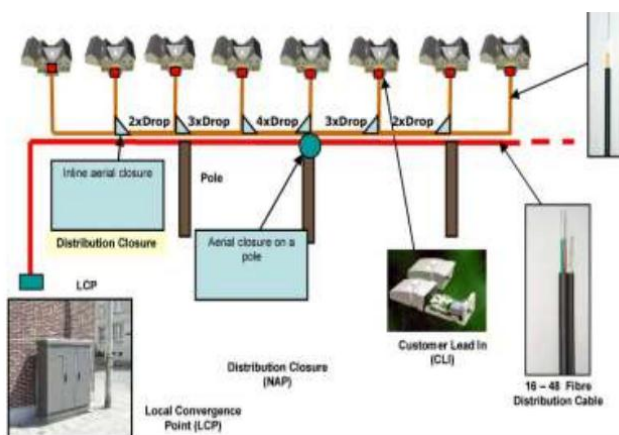 2xDrop 3xDrop 4xDrop 3xDrop 2xDrop
Inline aerial closure
Pole
Distribution Closure
Aerial closure on a
pole
LCP
Customer Lead In
(CLI)
Distribution Closure
(NAP)
16 – 48 Fibre
Distribution Cable
Local Convergence
Point (LCP)